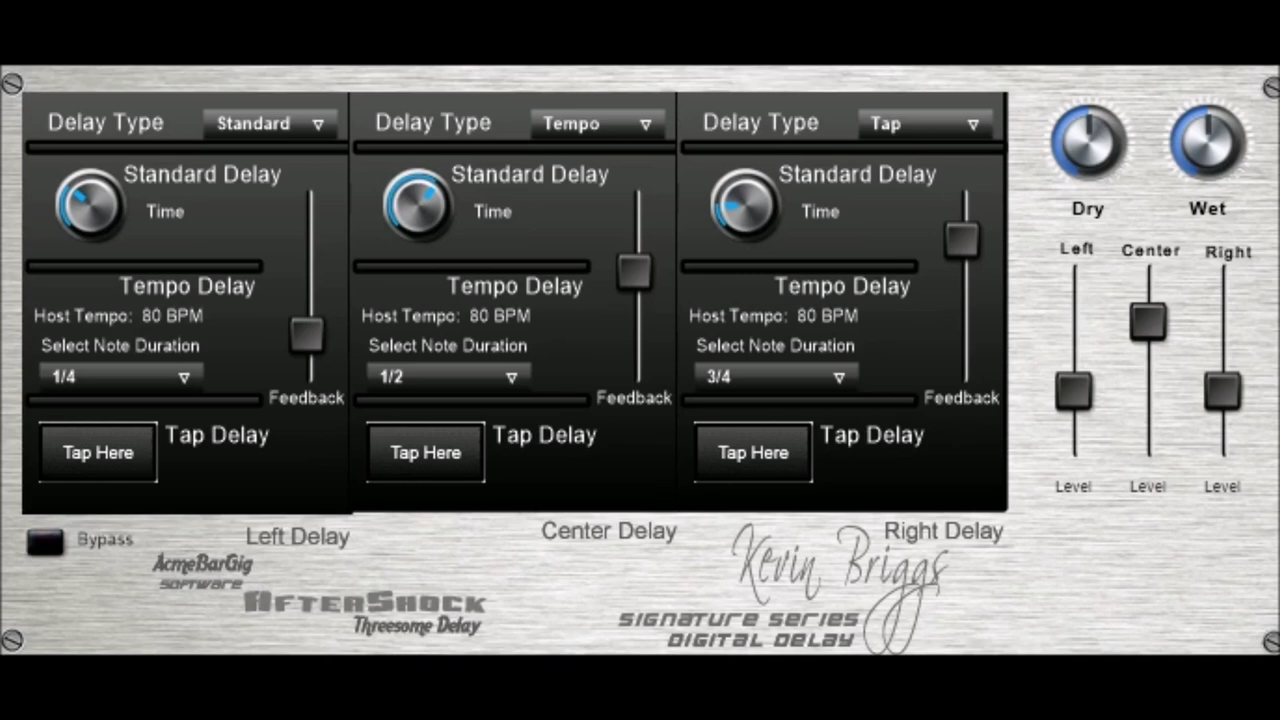 Delay Type Standard
Standard Delay
Time
Tempo Delay
Host Tempo: 80 BPM
Select Note Duration
1/4
Feedback
Tap Here
Tap Delay
Delay Type Tempo
Standard Delay
Time
Tempo Delay
Host Tempo: 80 BPM
Select Note Duration
1/2
Feedback
Tap Here
Tap Delay
Delay Type Tap
Standard Delay
Time
Tempo Delay
Host Tempo: 80 BPM
Select Note Duration
3/4
Feedback
Tap Here
Tap Delay
Dry Wet
Left Center Right
Level Level Level
Bypass
Left Delay
Center Delay
Right Delay
AcmeBarGig
SOFTWARE
AFTERSHOCK
Threesome Delay
Kevin Briggs
SIGNATURE SERIES
DIGITAL DELAY